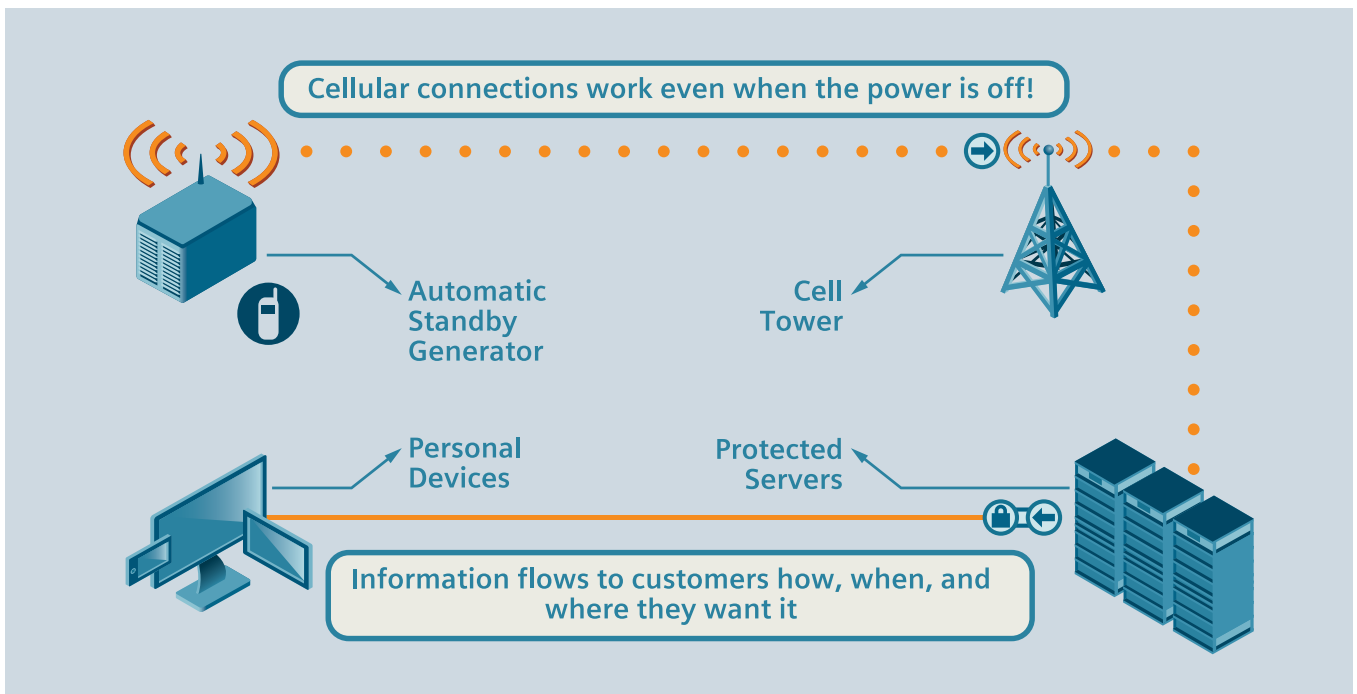 Cellular connections work even when the power is off!
Automatic
Standby
Generator
Cell
Tower
Personal
Devices
Protected
Servers
Information flows to customers how, when, and
where they want it